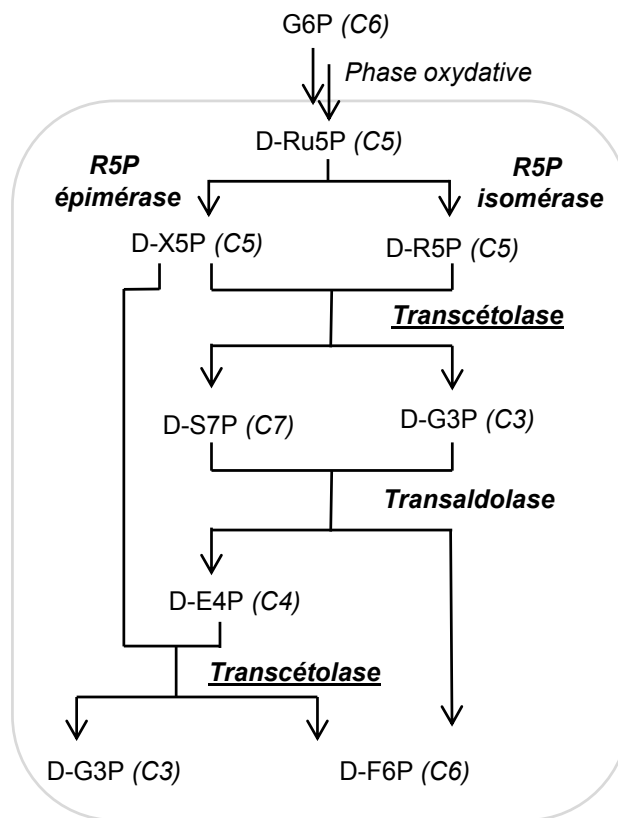 G6P (C6)
Phase oxydative
D-Ru5P (C5)
R5P
épimérase
R5P
isomérase
D-X5P (C5)
D-R5P (C5)
Transcétolase
D-S7P (C7)
D-G3P (C3)
Transaldolase
D-E4P (C4)
Transcétolase
D-G3P (C3)
D-F6P (C6)